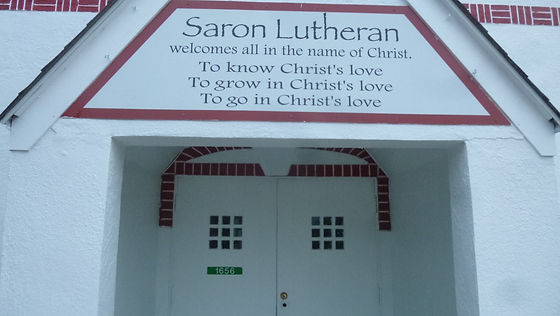 Saron Lutheran
welcomes all in the name of Christ.
To know Christ's love
To grow in Christ's love
To go in Christ's love
1656